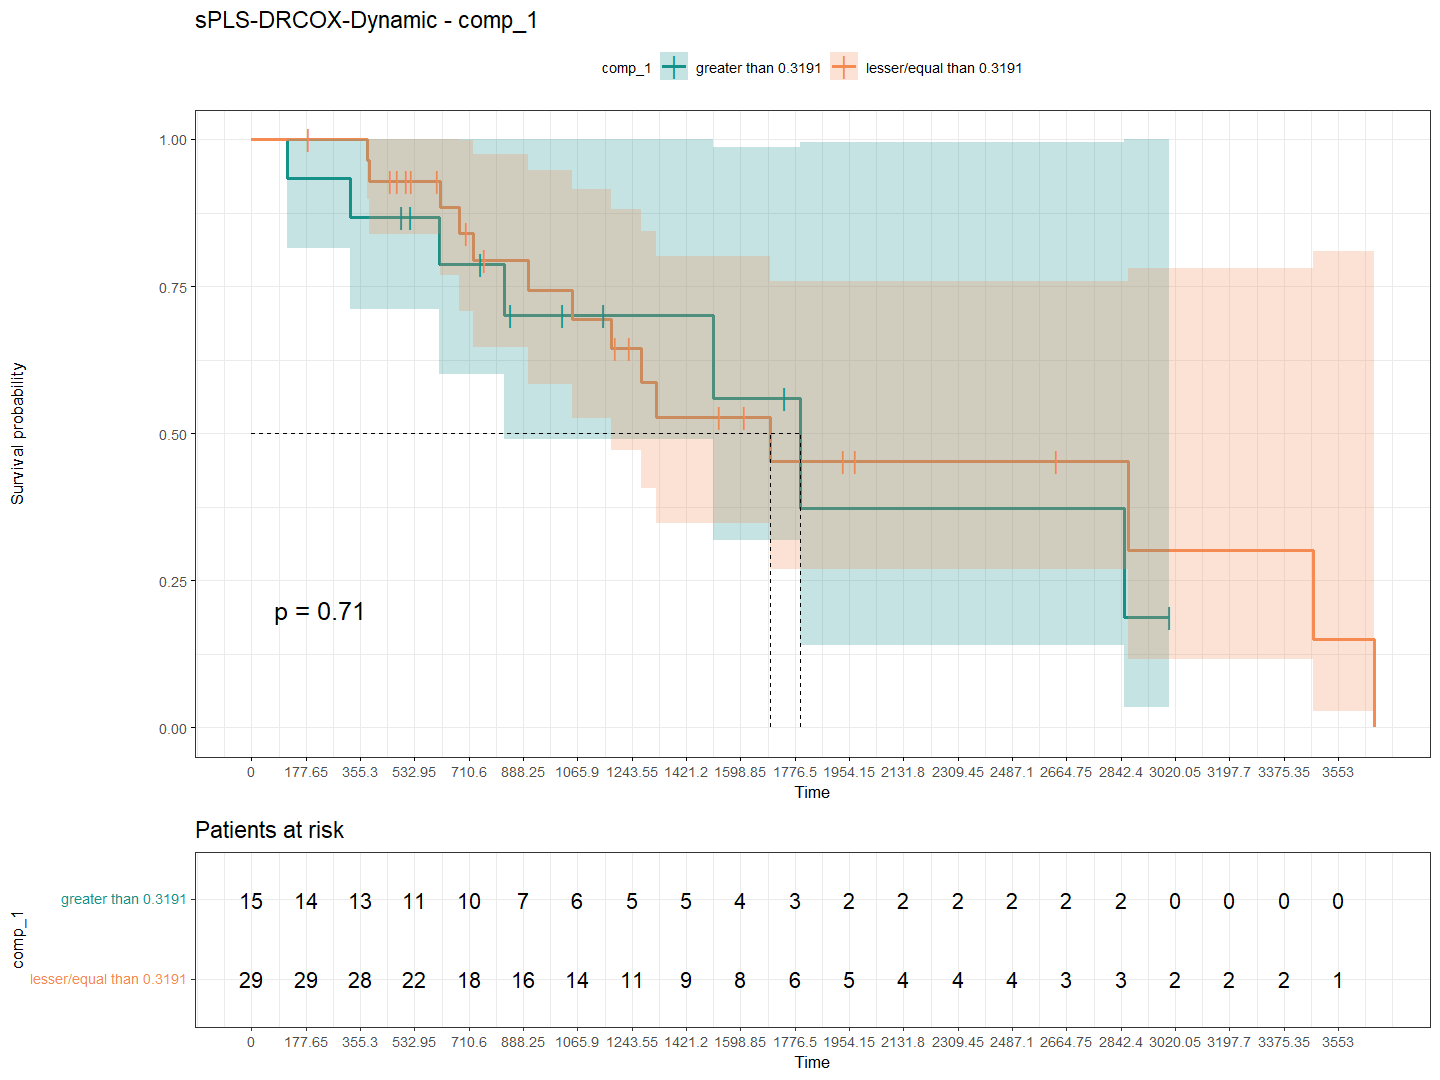 sPLS-DRCOX-Dynamic - comp_1
comp_1 greater than 0.3191 lesser/equal than 0.3191
Survival probability
1.00
0.75
0.50
0.25
0.00
p = 0.71
0 177.65 355.3 532.95 710.6 888.25 1065.9 1243.55 1421.2 1598.85 1776.5 1954.15 2131.8 2309.45 2487.1 2664.75 2842.4 3020.05 3197.7 3375.35 3553
Time
Patients at risk
comp_1
greater than 0.3191 15 14 13 11 10 7 6 5 5 4 3 2 2 2 2 2 2 0 0 0 0
lesser/equal than 0.3191 29 29 28 22 18 16 14 11 9 8 6 5 4 4 4 3 3 2 2 2 1
0 177.65 355.3 532.95 710.6 888.25 1065.9 1243.55 1421.2 1598.85 1776.5 1954.15 2131.8 2309.45 2487.1 2664.75 2842.4 3020.05 3197.7 3375.35 3553
Time